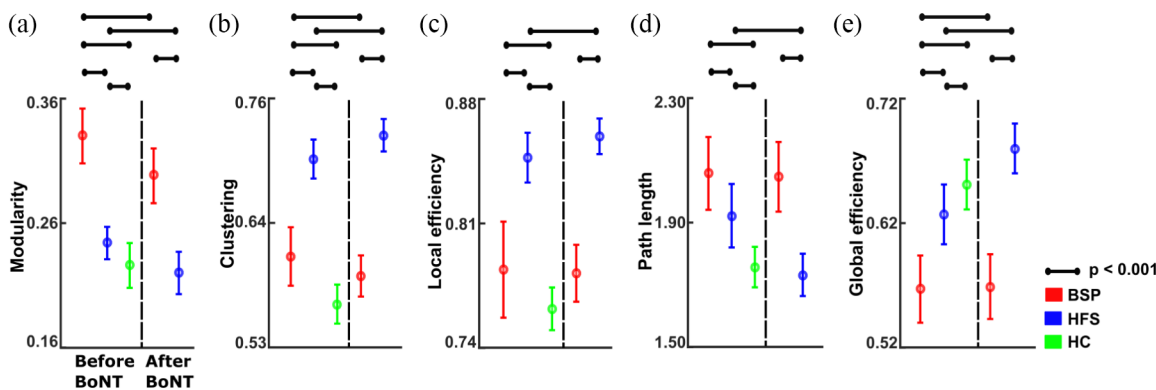 (a)
(b)
(c)
(d)
(e)
Modularity
0.36
0.26
0.16
Before BoNT
After BoNT
Clustering
0.76
0.64
0.53
Local efficiency
0.88
0.81
0.74
Path length
2.30
1.90
1.50
Global efficiency
0.72
0.62
0.52
p < 0.001
BSP
HFS
HC